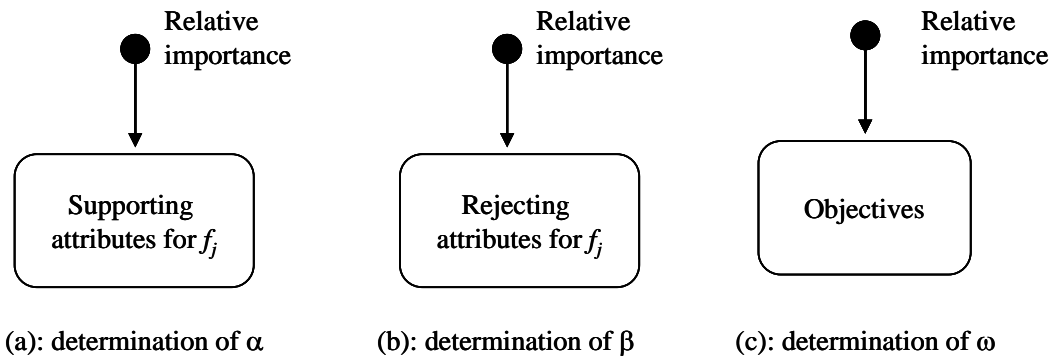 Relative
importance
Supporting
attributes for fj
(a): determination of α
Relative
importance
Rejecting
attributes for fj
(b): determination of β
Relative
importance
Objectives
(c): determination of ω